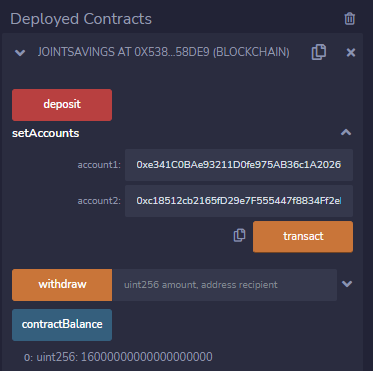 Deployed Contracts
JOINTSAVINGS AT 0X538...58DE9 (BLOCKCHAIN)
deposit
setAccounts
account1: 0xe341C0BAe93211D0fe975AB36c1A2026
account2: 0xc18512cb2165fD29e7F555447f8834Ff2e
transact
withdraw uint256 amount, address recipient
contractBalance
0: uint256: 16000000000000000000